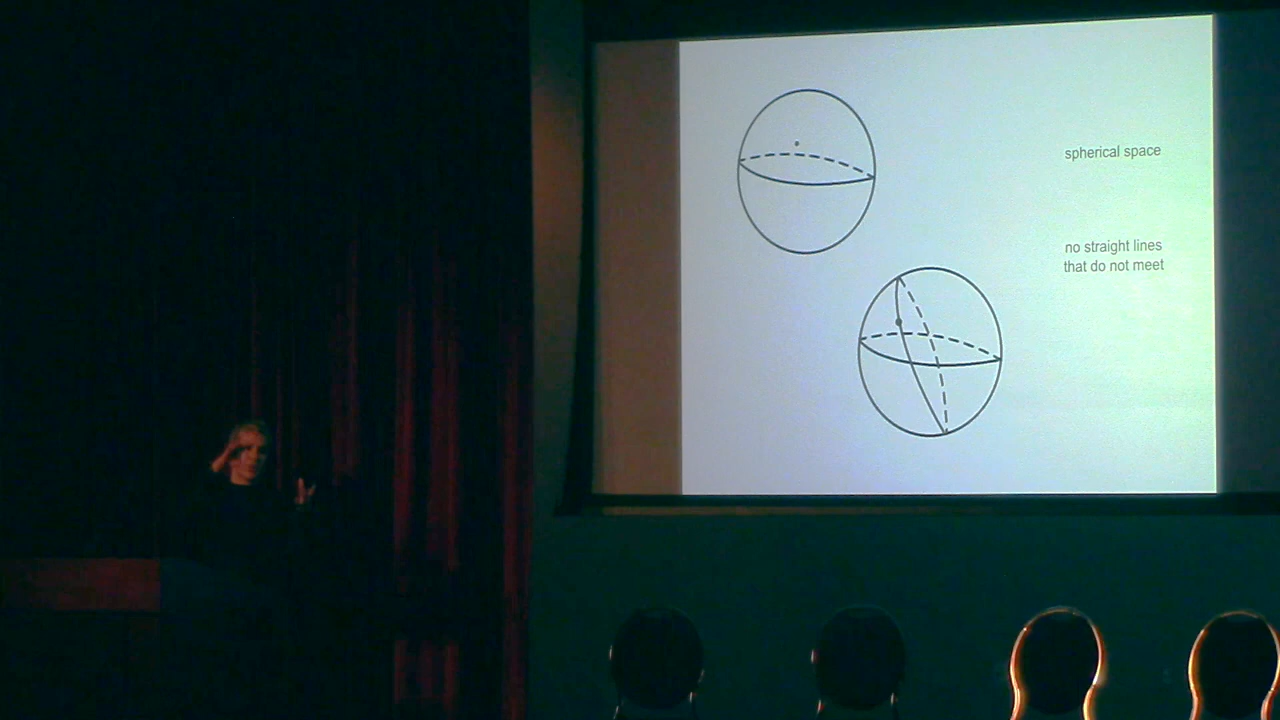 spherical space
no straight lines
that do not meet